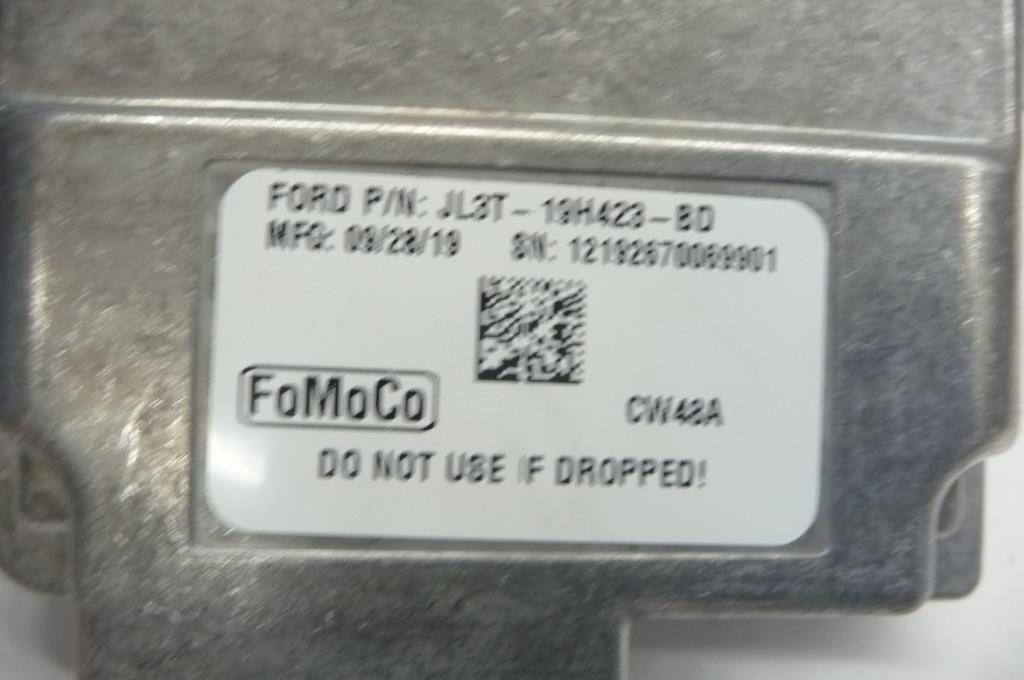 FORD P/N: JL3T-19H423-BD
MFG: 09/28/19 SN: 12192670069901
FoMoCo
CW48A
DO NOT USE IF DROPPED!